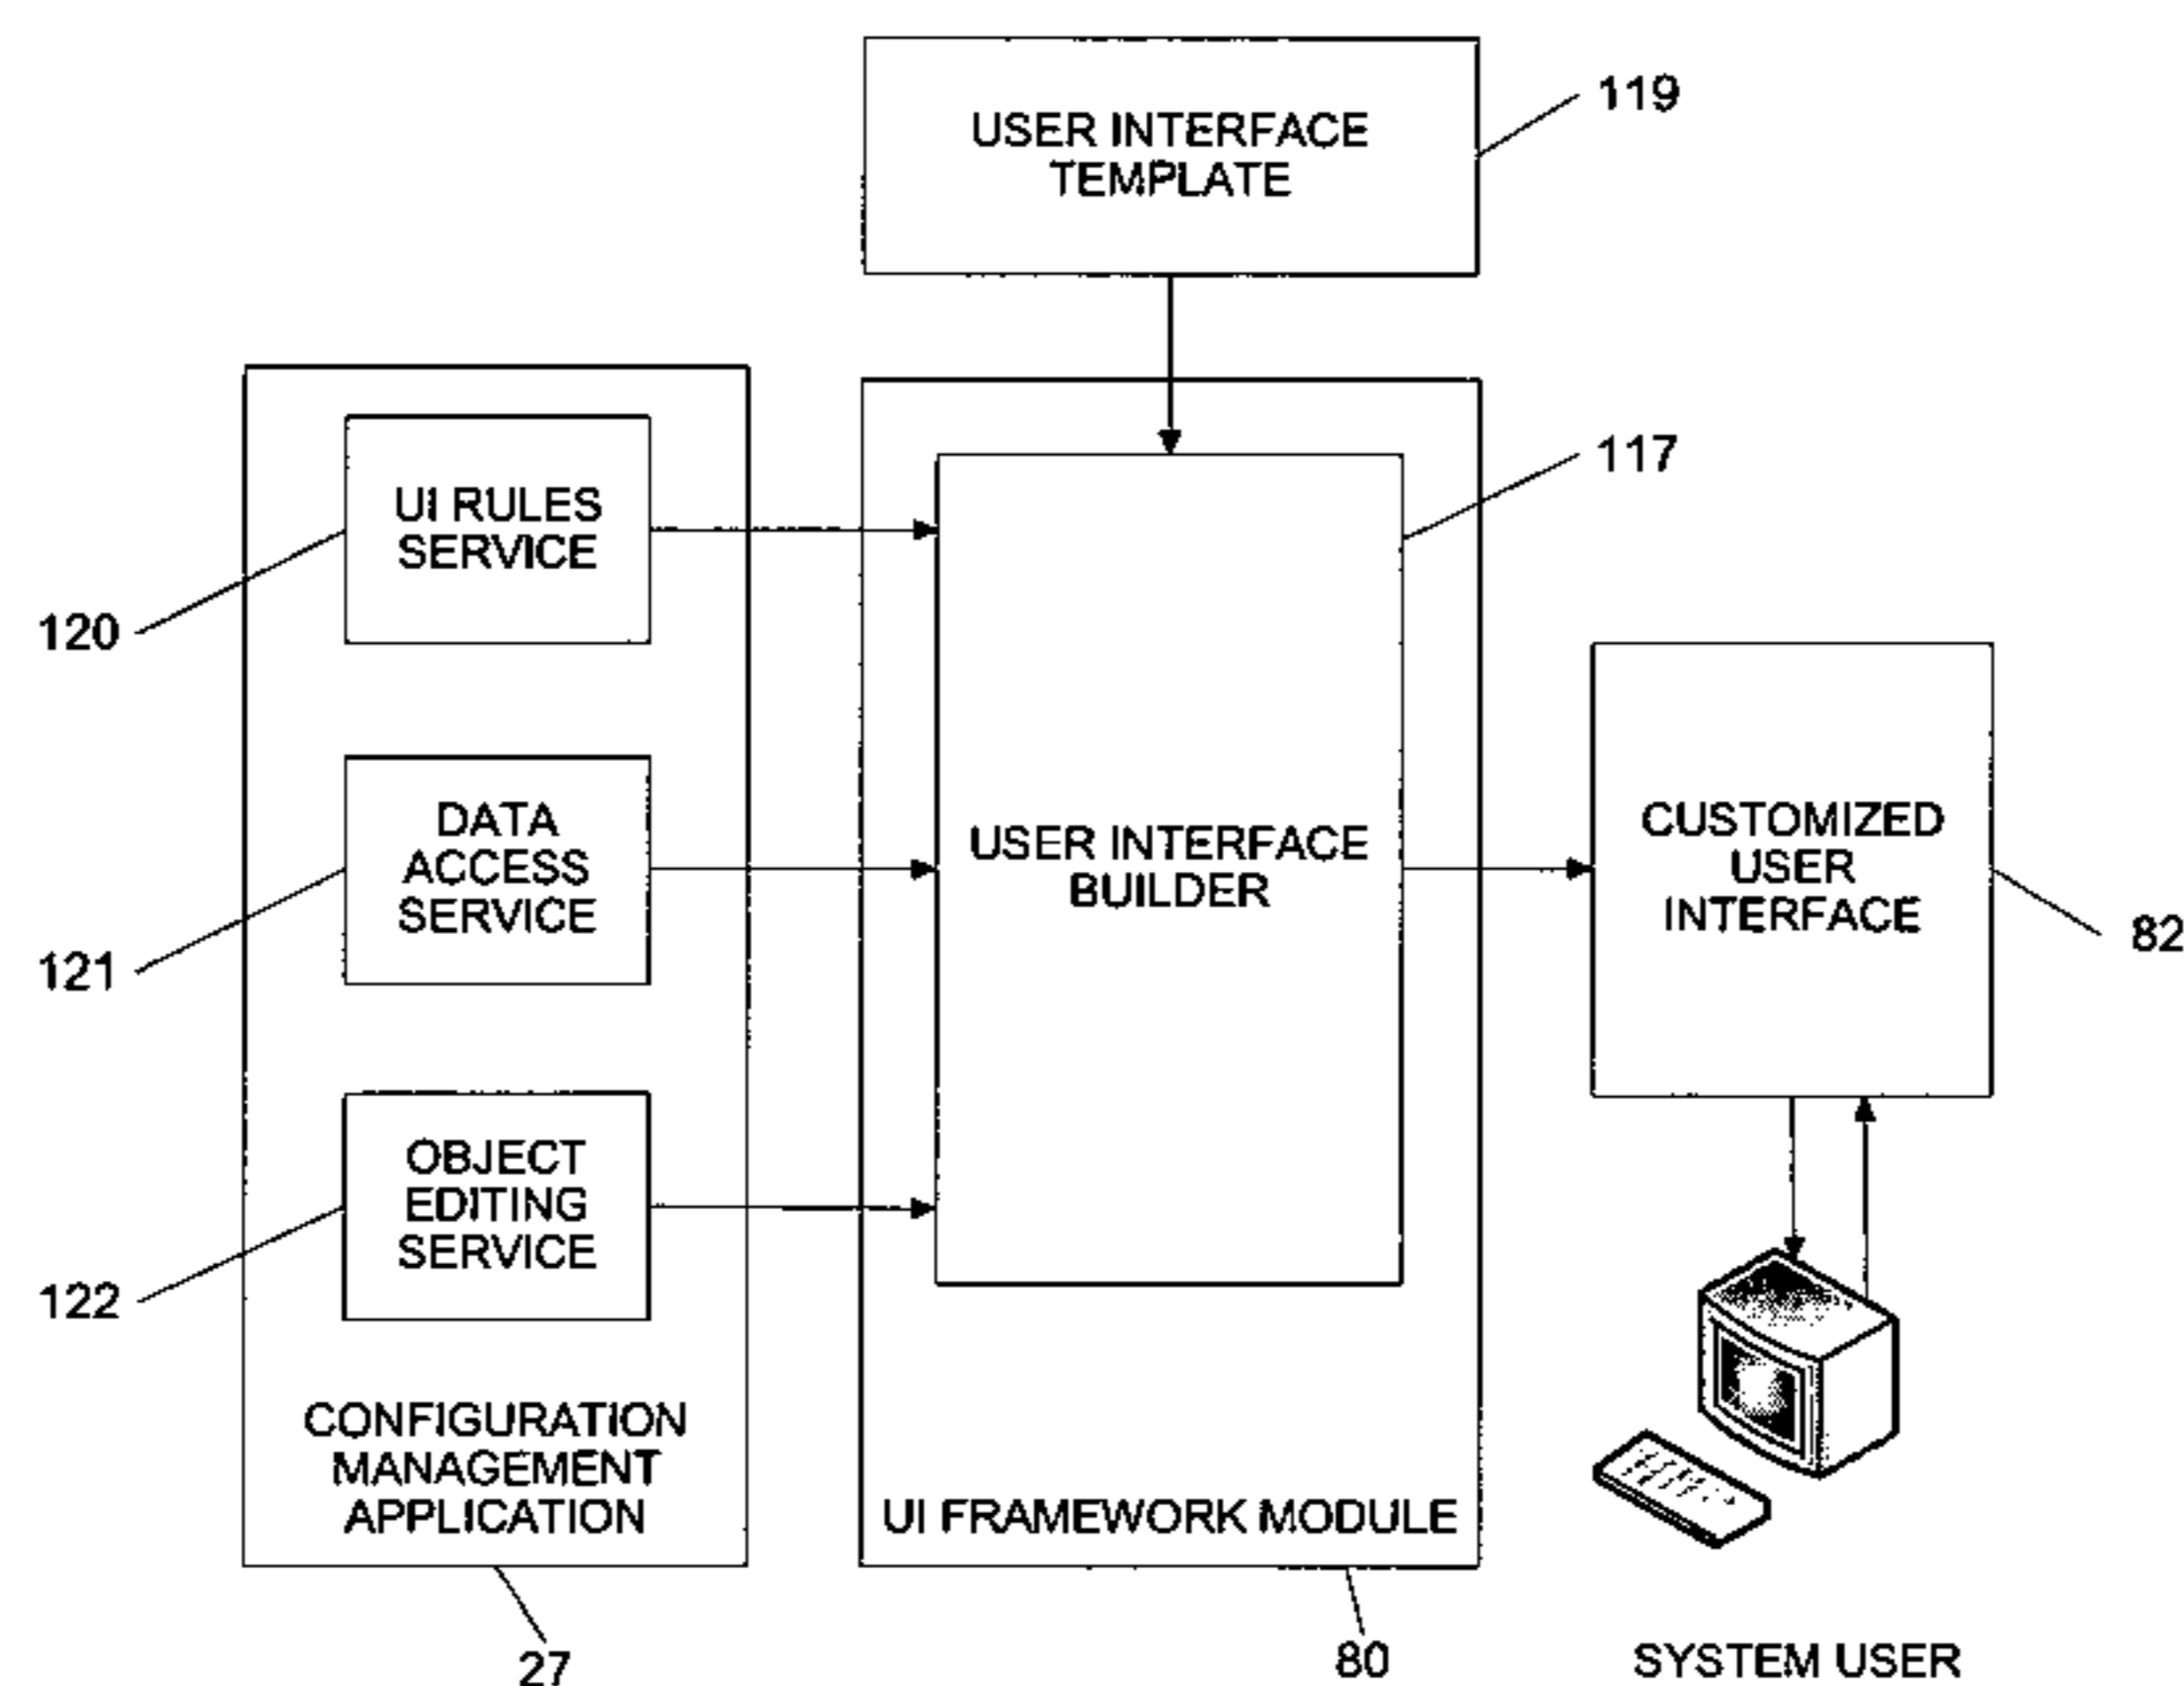 USER INTERFACE
TEMPLATE
119
UI RULES
SERVICE
120
117
DATA
ACCESS
SERVICE
121
USER INTERFACE
BUILDER
CUSTOMIZED
USER
INTERFACE
82
OBJECT
EDITING
SERVICE
122
CONFIGURATION
MANAGEMENT
APPLICATION
UI FRAMEWORK MODULE
27
80
SYSTEM USER